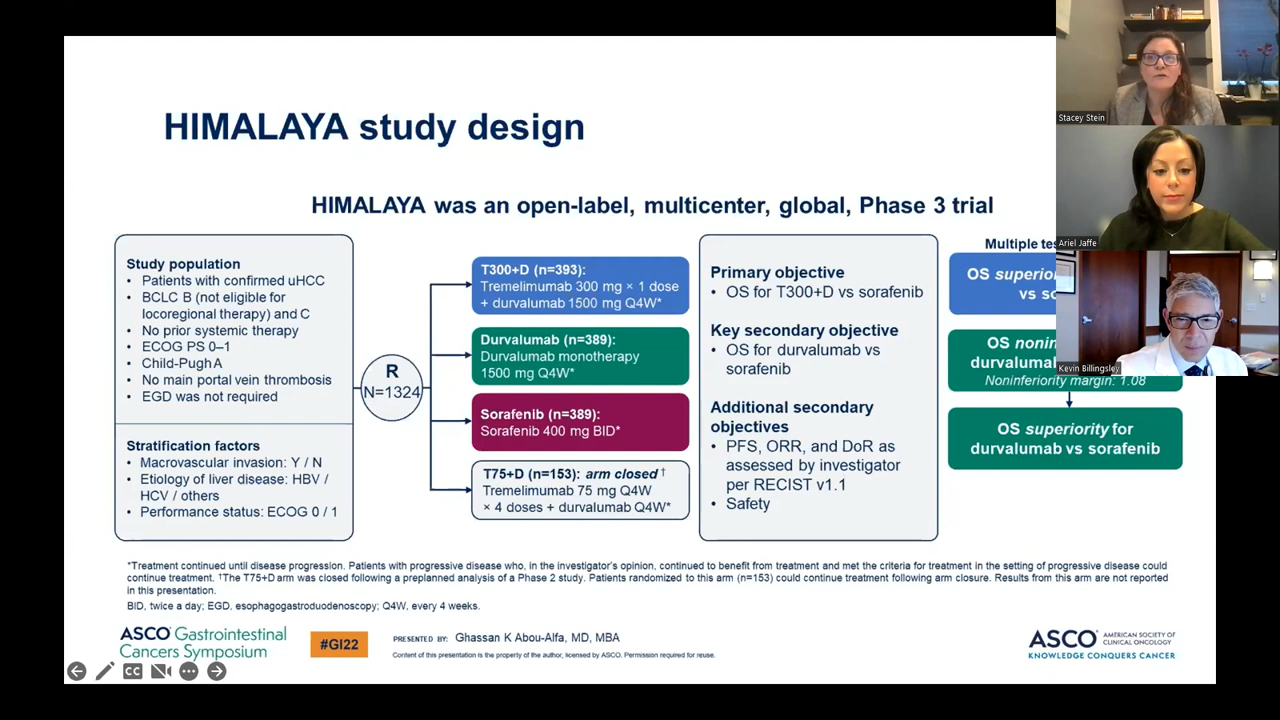 HIMALAYA study design
HIMALAYA was an open-label, multicenter, global, Phase 3 trial
Study population
• Patients with confirmed uHCC
• BCLC B (not eligible for
locoregional therapy) and C
• No prior systemic therapy
• ECOG PS 0–1
• Child-Pugh A
• No main portal vein thrombosis
• EGD was not required
Stratification factors
• Macrovascular invasion: Y / N
• Etiology of liver disease: HBV /
HCV / others
• Performance status: ECOG 0 / 1
R
N=1324
T300+D (n=393):
Tremelimumab 300 mg × 1 dose
+ durvalumab 1500 mg Q4W*
Durvalumab (n=389):
Durvalumab monotherapy
1500 mg Q4W*
Sorafenib (n=389):
Sorafenib 400 mg BID*
T75+D (n=153): arm closed †
Tremelimumab 75 mg Q4W
× 4 doses + durvalumab Q4W*
Primary objective
• OS for T300+D vs sorafenib
Key secondary objective
• OS for durvalumab vs
sorafenib
Additional secondary
objectives
• PFS, ORR, and DoR as
assessed by investigator
per RECIST v1.1
• Safety
Multiple
OS
vs
OS
durvalumab
Noninferiority margin: 1.08
OS superiority for
durvalumab vs sorafenib
Stacey Stein
Ariel Jaffe
Kevin Billingsley
*Treatment continued until disease progression. Patients with progressive disease who, in the investigator's opinion, continued to benefit from treatment and met the criteria for treatment in the setting of progressive disease could
continue treatment. †The T75+D arm was closed following a preplanned analysis of a Phase 2 study. Patients randomized to this arm (n=153) could continue treatment following arm closure. Results from this arm are not reported
in this presentation.
BID, twice a day; EGD, esophagogastroduodenoscopy; Q4W, every 4 weeks.
ASCO Gastrointestinal
Cancers Symposium
#GI22
PRESENTED BY: Ghassan K Abou-Alfa, MD, MBA
Content of this presentation is the property of the author, licensed by ASCO. Permission required for reuse.
ASCO AMERICAN SOCIETY OF
CLINICAL ONCOLOGY
KNOWLEDGE CONQUERS CANCER
CC